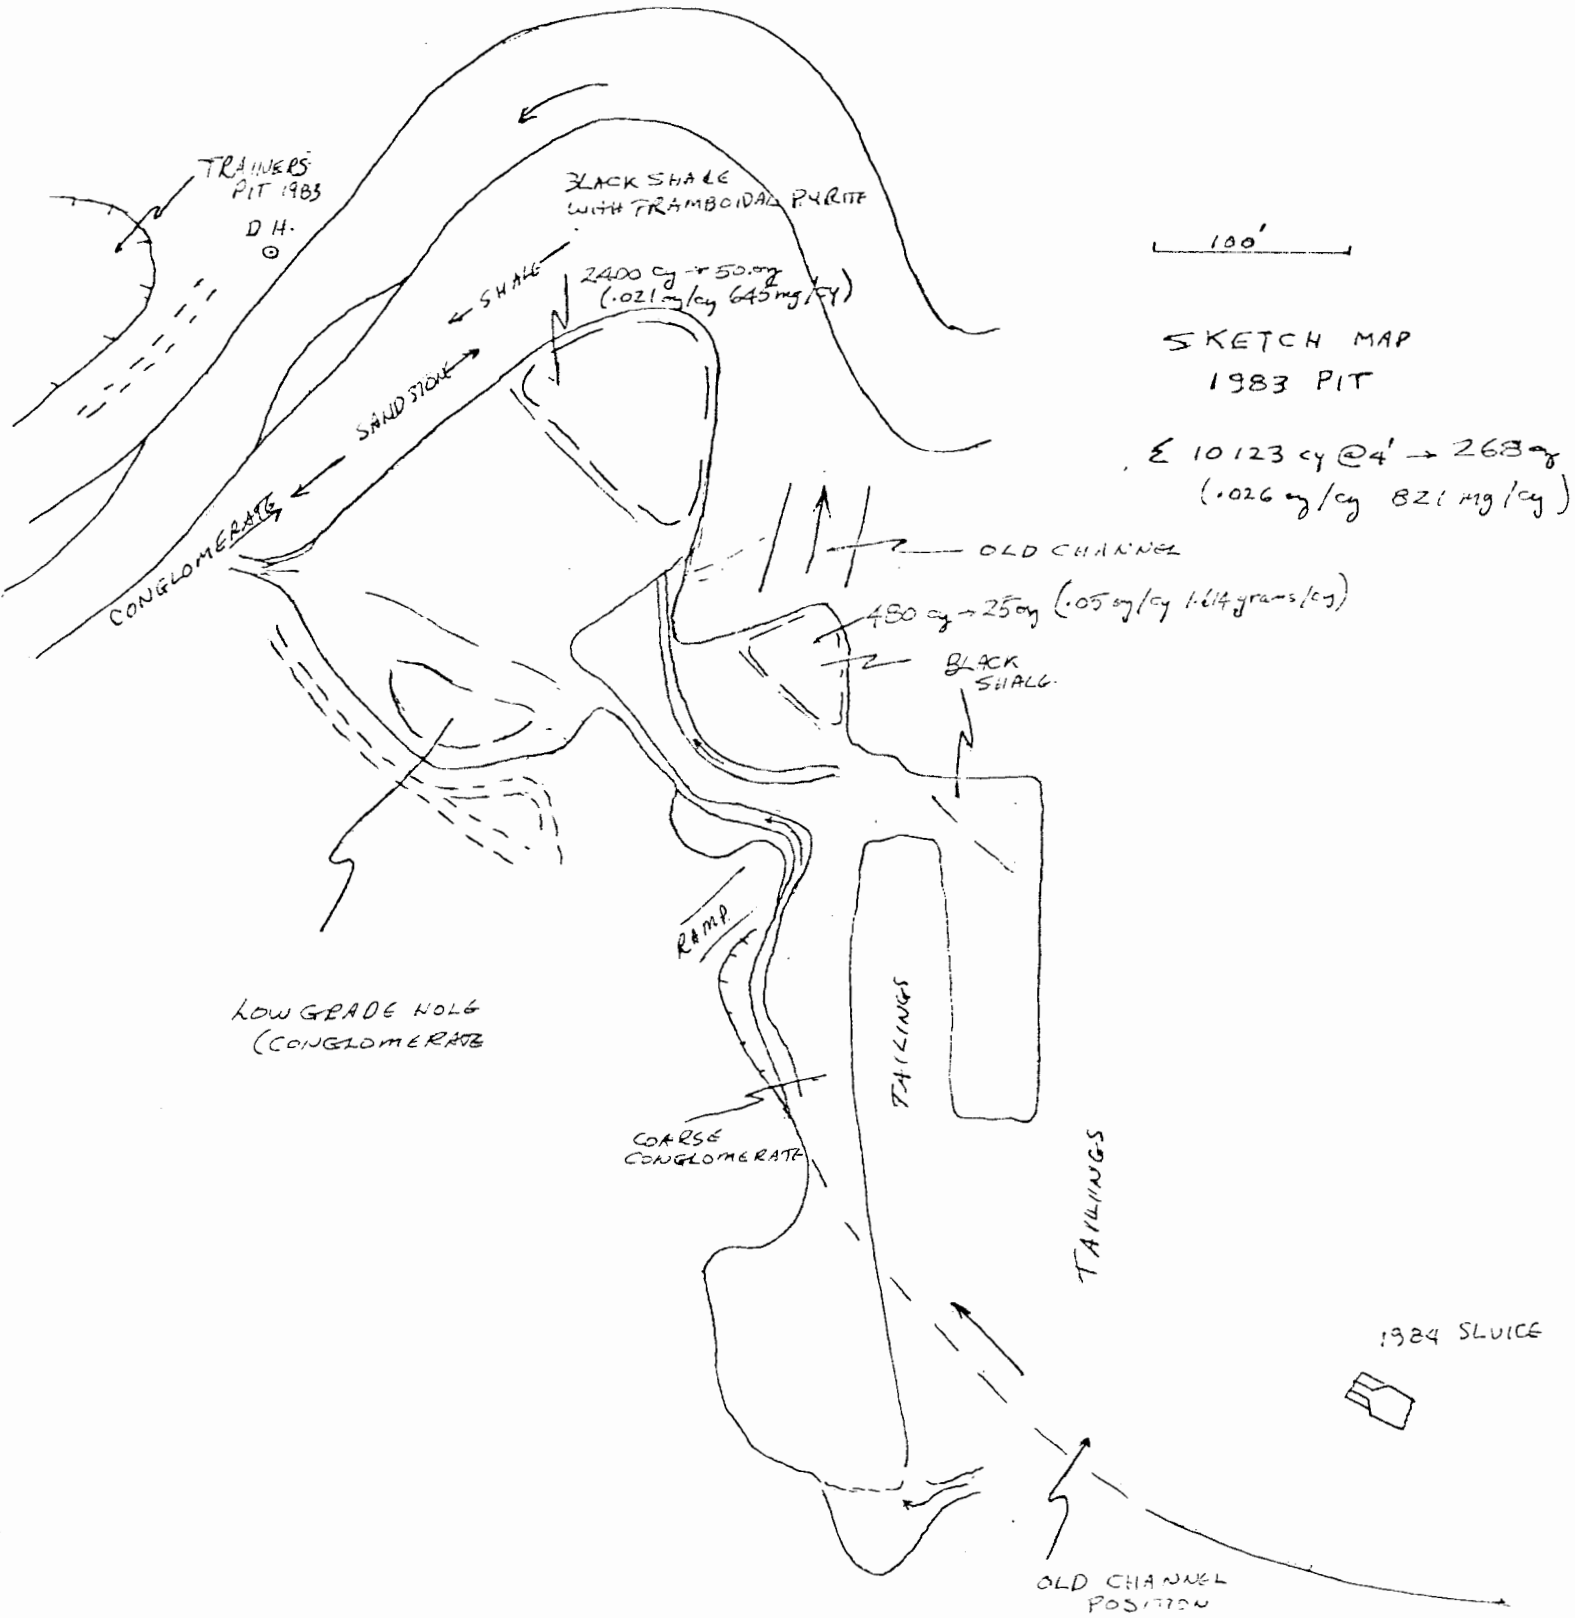 TRAINERS
PIT 1983
D H.
BLACK SHALE
WITH FRAMBOIDAL PYRITE
SHALE
2400 cy → 50 oz
(.021 oz/cy 645 mg/cy)
SANDSTONE
CONGLOMERATE
100'
SKETCH MAP
1983 PIT
Σ 10123 cy @4' → 268 oz
(.026 oz/cy 821 mg/cy)
OLD CHANNEL
480 cy → 25 oz (.05 oz/cy 1.614 grams/cy)
BLACK
SHALE
RAMP
LOW GRADE HOLE
(CONGLOMERATE
TAILINGS
COARSE
CONGLOMERATE
TAILINGS
1984 SLUICE
OLD CHANNEL
POSITION